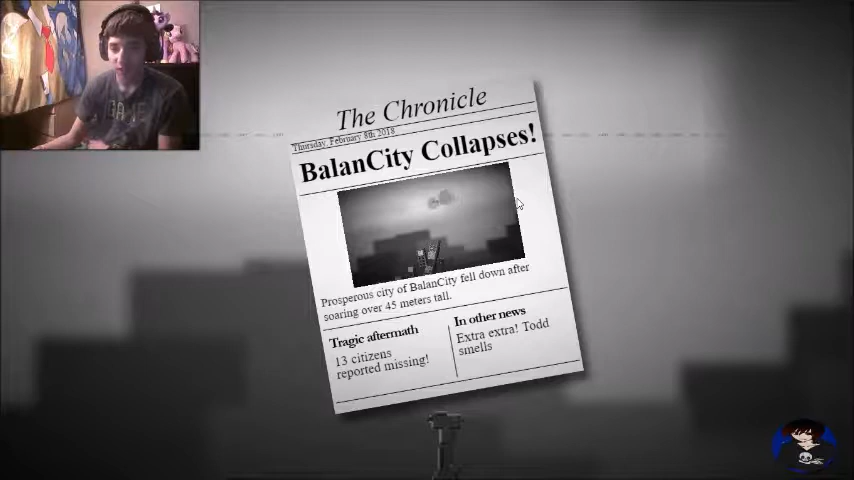 The Chronicle
Thursday, February 8th 2018
BalanCity Collapses!
Prosperous city of BalanCity fell down after
soaring over 45 meters tall.
Tragic aftermath
13 citizens
reported missing!
In other news
Extra extra! Todd
smells
GAME